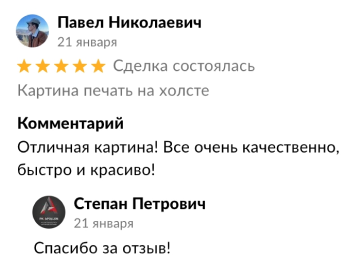 Павел Николаевич
21 января
Сделка состоялась
Картина печать на холсте
Комментарий
Отличная картина! Все очень качественно,
быстро и красиво!
Степан Петрович
21 января
Спасибо за отзыв!